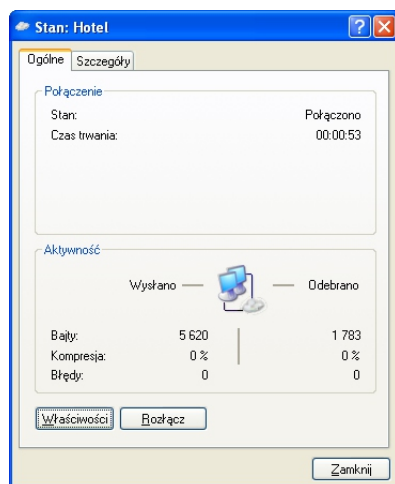 Stan: Hotel
Ogólne Szczegóły
Połączenie
Stan: Połączono
Czas trwania: 00:00:53
Aktywność
Wysłano — — Odebrano
Bajty: 5 620 1 783
Kompresja: 0 % 0 %
Błędy: 0 0
Właściwości Rozłącz
Zamknij